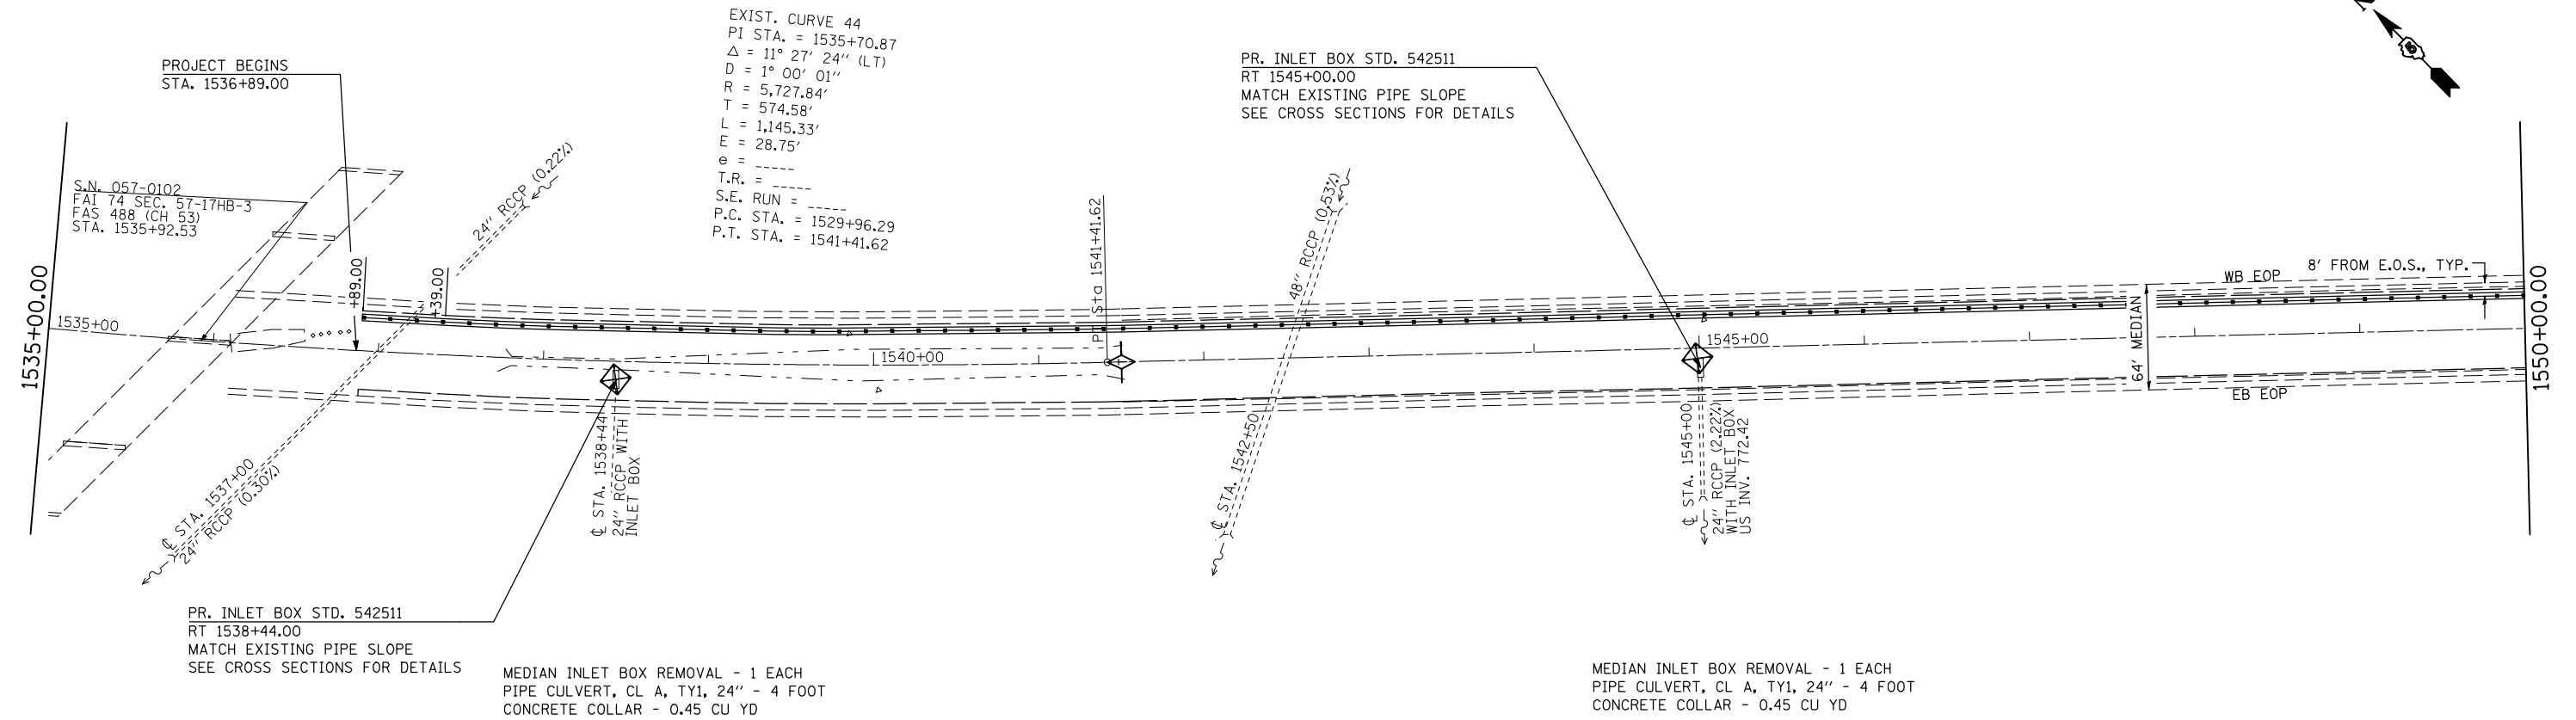 EXIST. CURVE 44
PI STA. = 1535+70.87
Δ = 11° 27' 24" (LT)
D = 1° 00' 01"
R = 5,727.84'
T = 574.58'
L = 1,145.33'
E = 28.75'
e = _____
T.R. = _____
S.E. RUN = _____
P.C. STA. = 1529+96.29
P.T. STA. = 1541+41.62
PROJECT BEGINS
STA. 1536+89.00
PR. INLET BOX STD. 542511
RT 1545+00.00
MATCH EXISTING PIPE SLOPE
SEE CROSS SECTIONS FOR DETAILS
S.N. 057-0102
FAI 74 SEC. 57-17HB-3
FAS 488 (CH 53)
STA. 1535+92.53
24" RCCP (0.22%)
48" RCCP (0.53%)
PT Sta 1541+41.62
+89.00
+39.00
1535+00.00
1535+00
1540+00
1545+00
64' MEDIAN
WB EOP
8' FROM E.O.S., TYP.
EB EOP
1550+00.00
℄ STA. 1537+00
24" RCCP (0.30%)
℄ STA. 1538+44
24" RCCP WITH
INLET BOX
℄ STA. 1542+50
℄ STA. 1545+00
24" RCCP (2.22%)
WITH INLET BOX
US INV. 772.42
PR. INLET BOX STD. 542511
RT 1538+44.00
MATCH EXISTING PIPE SLOPE
SEE CROSS SECTIONS FOR DETAILS
MEDIAN INLET BOX REMOVAL - 1 EACH
PIPE CULVERT, CL A, TY1, 24" - 4 FOOT
CONCRETE COLLAR - 0.45 CU YD
MEDIAN INLET BOX REMOVAL - 1 EACH
PIPE CULVERT, CL A, TY1, 24" - 4 FOOT
CONCRETE COLLAR - 0.45 CU YD